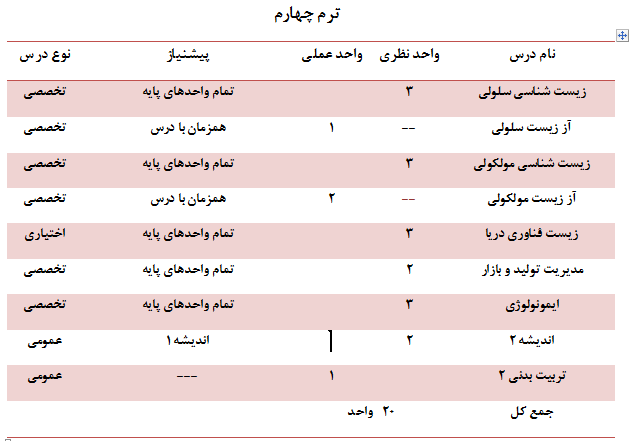 ترم چهارم
نام درس واحد نظری واحد عملی پیشنیاز نوع درس
زیست شناسی سلولی ۳ تمام واحدهای پایه تخصصی
آز زیست سلولی -- ۱ همزمان با درس تخصصی
زیست شناسی مولکولی ۳ تمام واحدهای پایه تخصصی
آز زیست مولکولی -- ۲ همزمان با درس تخصصی
زیست فناوری دریا ۳ تمام واحدهای پایه اختیاری
مدیریت تولید و بازار ۲ تمام واحدهای پایه تخصصی
ایمونولوژی ۳ تمام واحدهای پایه تخصصی
اندیشه ۲ ۲ اندیشه ۱ عمومی
تربیت بدنی ۲ ۱ --- عمومی
جمع کل ۲۰ واحد